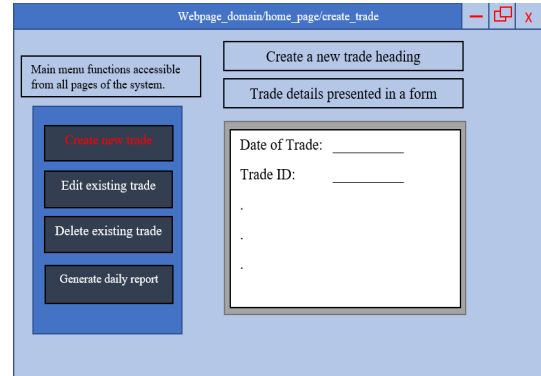 Webpage_domain/home_page/create_trade
X
Create a new trade heading
Main menu functions accessible
from all pages of the system.
Trade details presented in a form
Create new trade
Edit existing trade
Delete existing trade
Generate daily report
Date of Trade: __________
Trade ID: __________
.
.
.